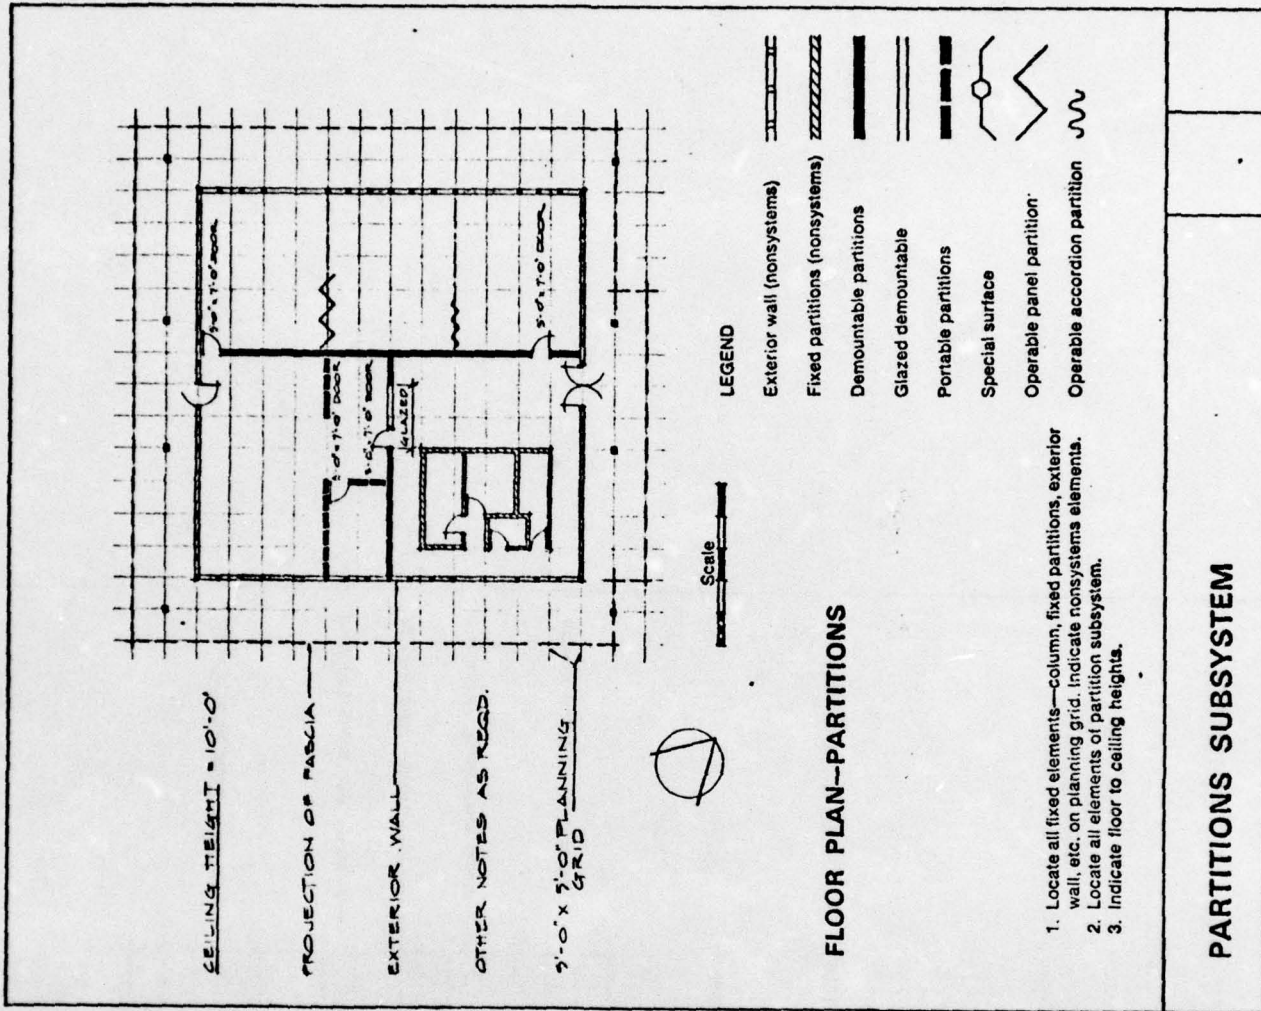 CEILING HEIGHT = 10'-0"
PROJECTION OF FASCIA
EXTERIOR WALL
OTHER NOTES AS REQD.
5'-0" X 5'-0" PLANNING
GRID
3'-0" x 7'-0" DOOR
3'-0" x 7'-0" DOOR
3'-0" x 7'-0" DOOR
GLAZED
3'-0" x 7'-0" DOOR
Scale
FLOOR PLAN—PARTITIONS
1. Locate all fixed elements—column, fixed partitions, exterior
wall, etc. on planning grid. Indicate nonsystems elements.
2. Locate all elements of partition subsystem.
3. Indicate floor to ceiling heights.
LEGEND
Exterior wall (nonsystems)
Fixed partitions (nonsystems)
Demountable partitions
Glazed demountable
Portable partitions
Special surface
Operable panel partition
Operable accordion partition
PARTITIONS SUBSYSTEM